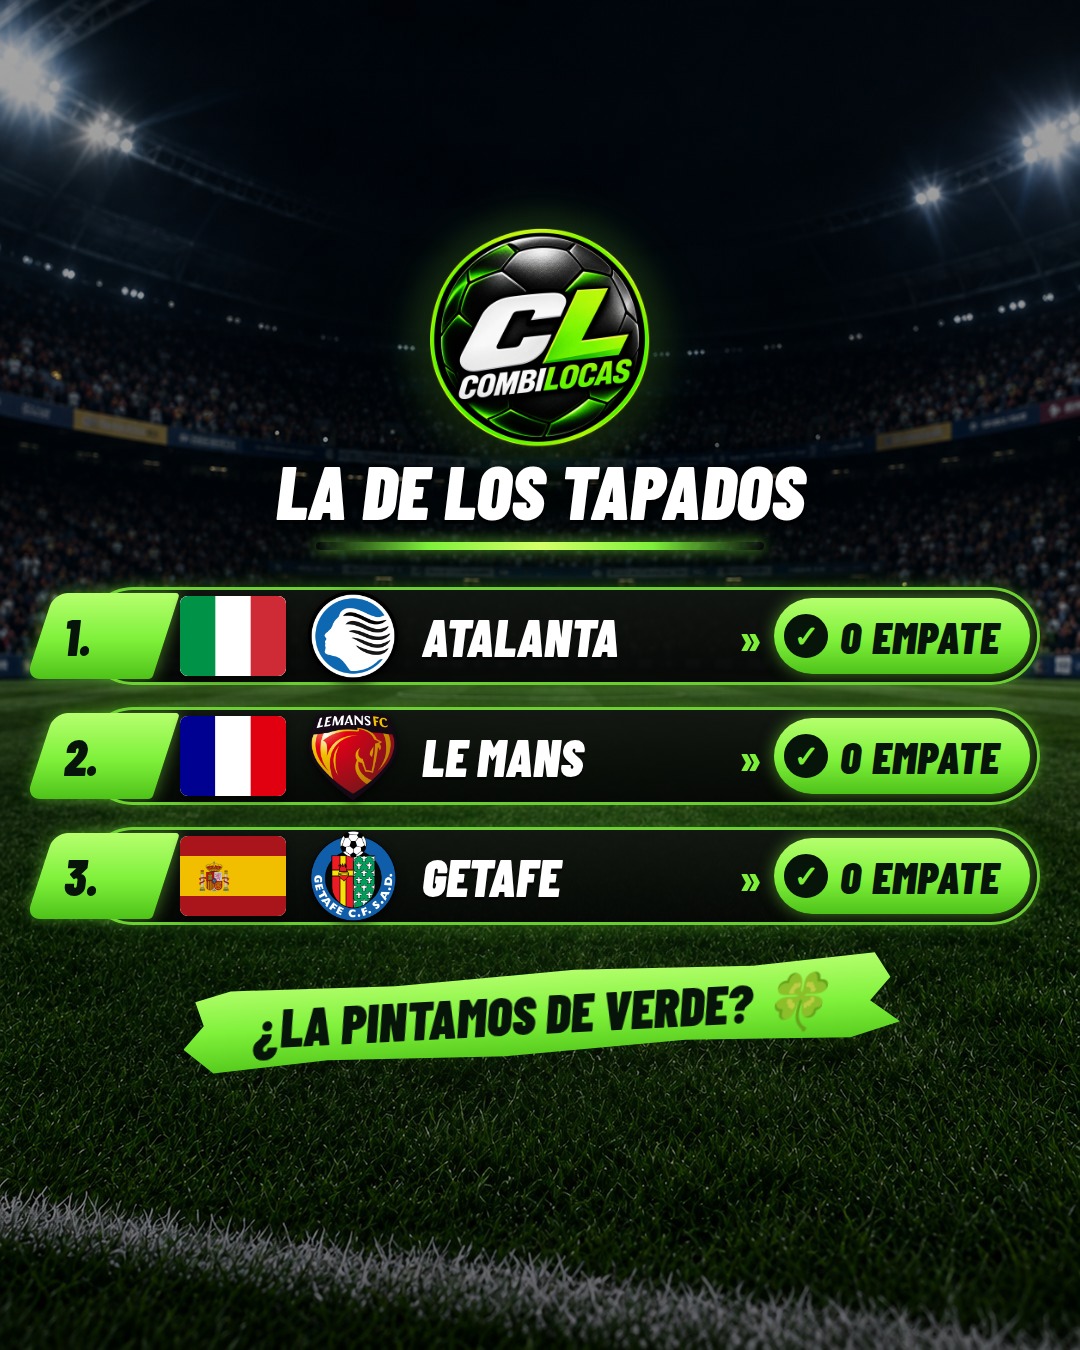 CL
COMBILOCAS
LA DE LOS TAPADOS
1. ATALANTA » ✓ O EMPATE
LEMANS FC
2. LE MANS » ✓ O EMPATE
3. GETAFE » ✓ O EMPATE
GETAFE C.F. S.A.D.
¿LA PINTAMOS DE VERDE? 🍀